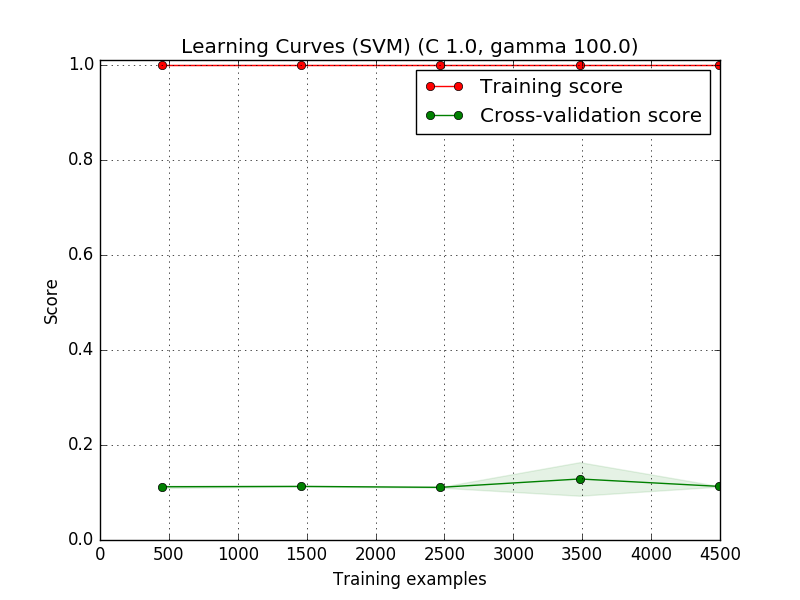 Learning Curves (SVM) (C 1.0, gamma 100.0)
1.0
Training score
Cross-validation score
0.8
0.6
Score
0.4
0.2
0.0
0 500 1000 1500 2000 2500 3000 3500 4000 4500
Training examples